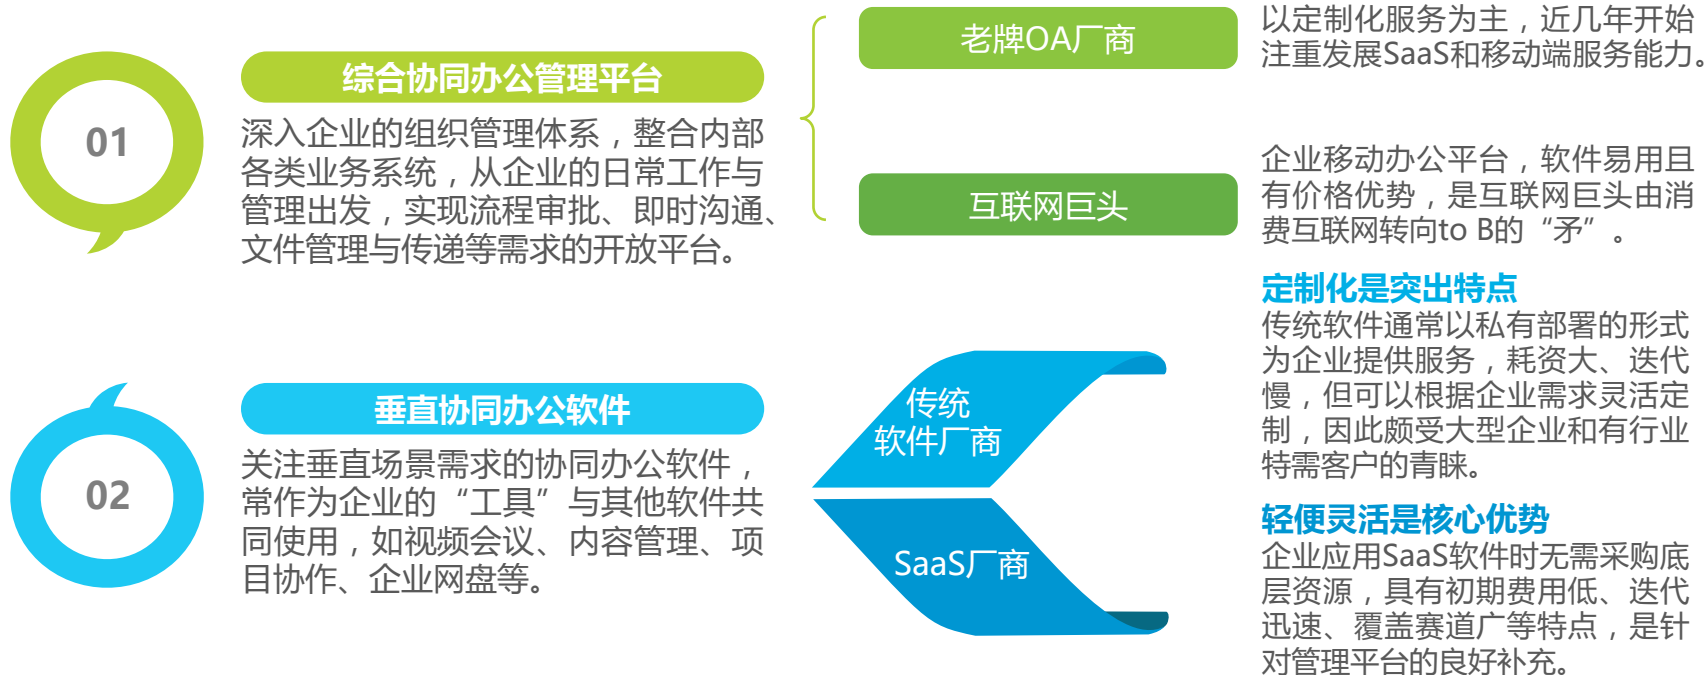 01
综合协同办公管理平台
深入企业的组织管理体系，整合内部
各类业务系统，从企业的日常工作与
管理出发，实现流程审批、即时沟通、
文件管理与传递等需求的开放平台。
老牌OA厂商
以定制化服务为主，近几年开始
注重发展SaaS和移动端服务能力。
互联网巨头
企业移动办公平台，软件易用且
有价格优势，是互联网巨头由消
费互联网转向to B的“矛”。
02
垂直协同办公软件
关注垂直场景需求的协同办公软件，
常作为企业的“工具”与其他软件共
同使用，如视频会议、内容管理、项
目协作、企业网盘等。
传统
软件厂商
定制化是突出特点
传统软件通常以私有部署的形式
为企业提供服务，耗资大、迭代
慢，但可以根据企业需求灵活定
制，因此颇受大型企业和有行业
特需客户的青睐。
SaaS厂商
轻便灵活是核心优势
企业应用SaaS软件时无需采购底
层资源，具有初期费用低、迭代
迅速、覆盖赛道广等特点，是针
对管理平台的良好补充。